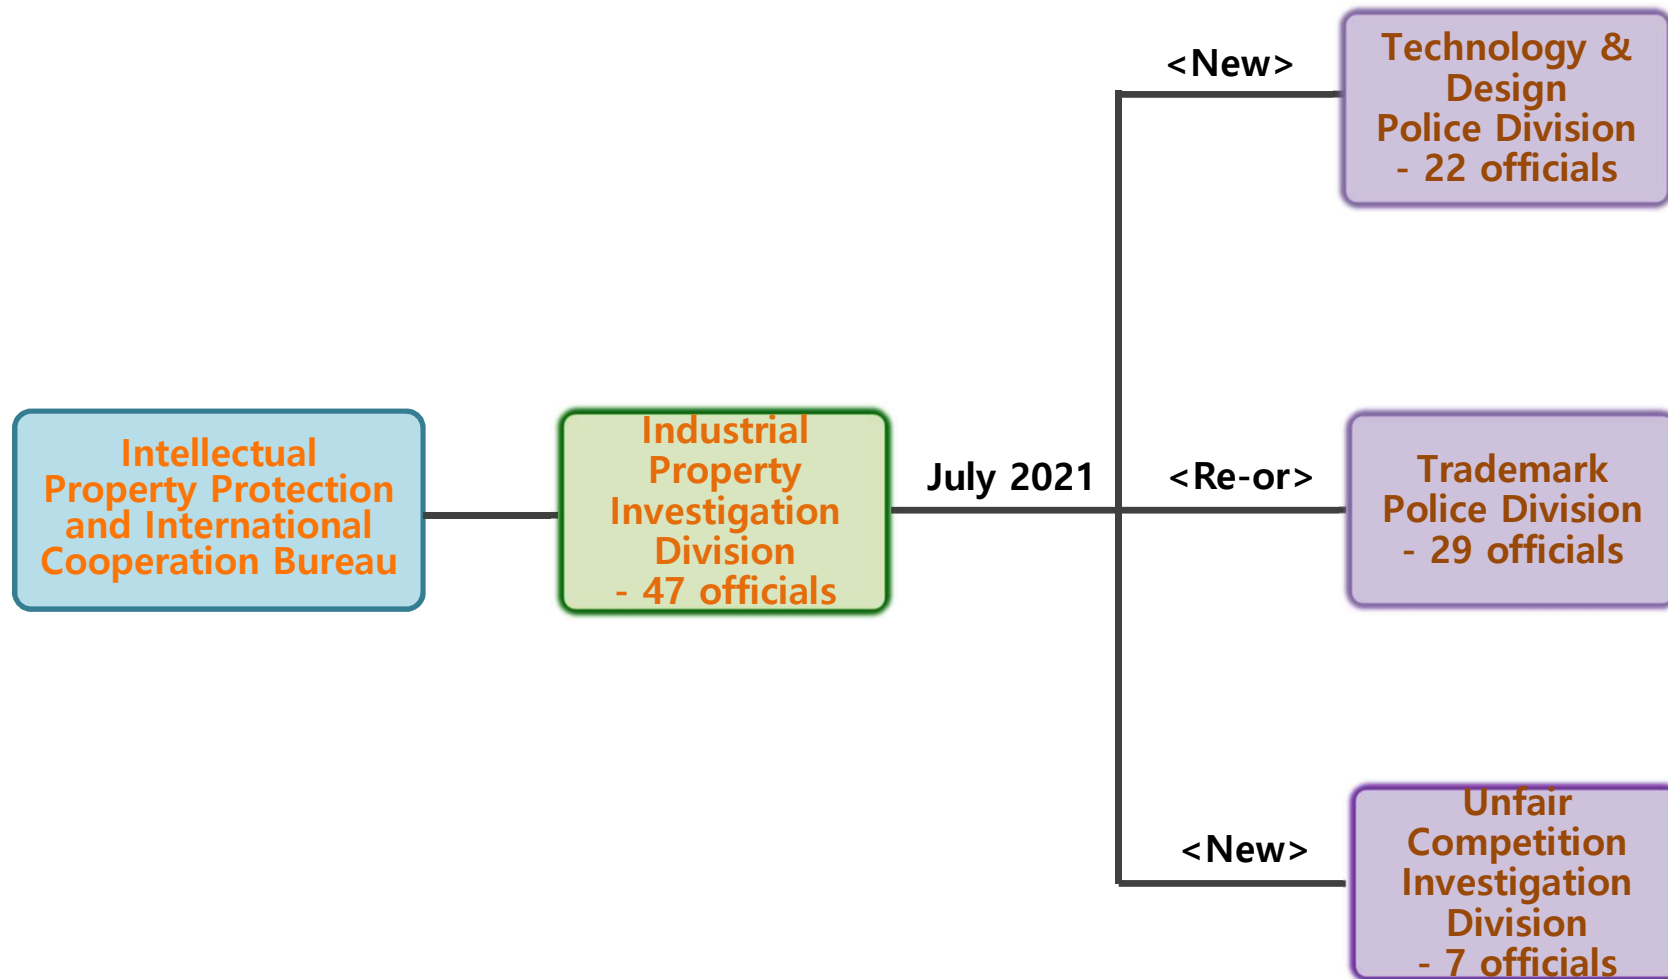 Intellectual
Property Protection
and International
Cooperation Bureau
Industrial
Property
Investigation
Division
- 47 officials
July 2021
<New>
Technology &
Design
Police Division
- 22 officials
<Re-or>
Trademark
Police Division
- 29 officials
<New>
Unfair
Competition
Investigation
Division
- 7 officials